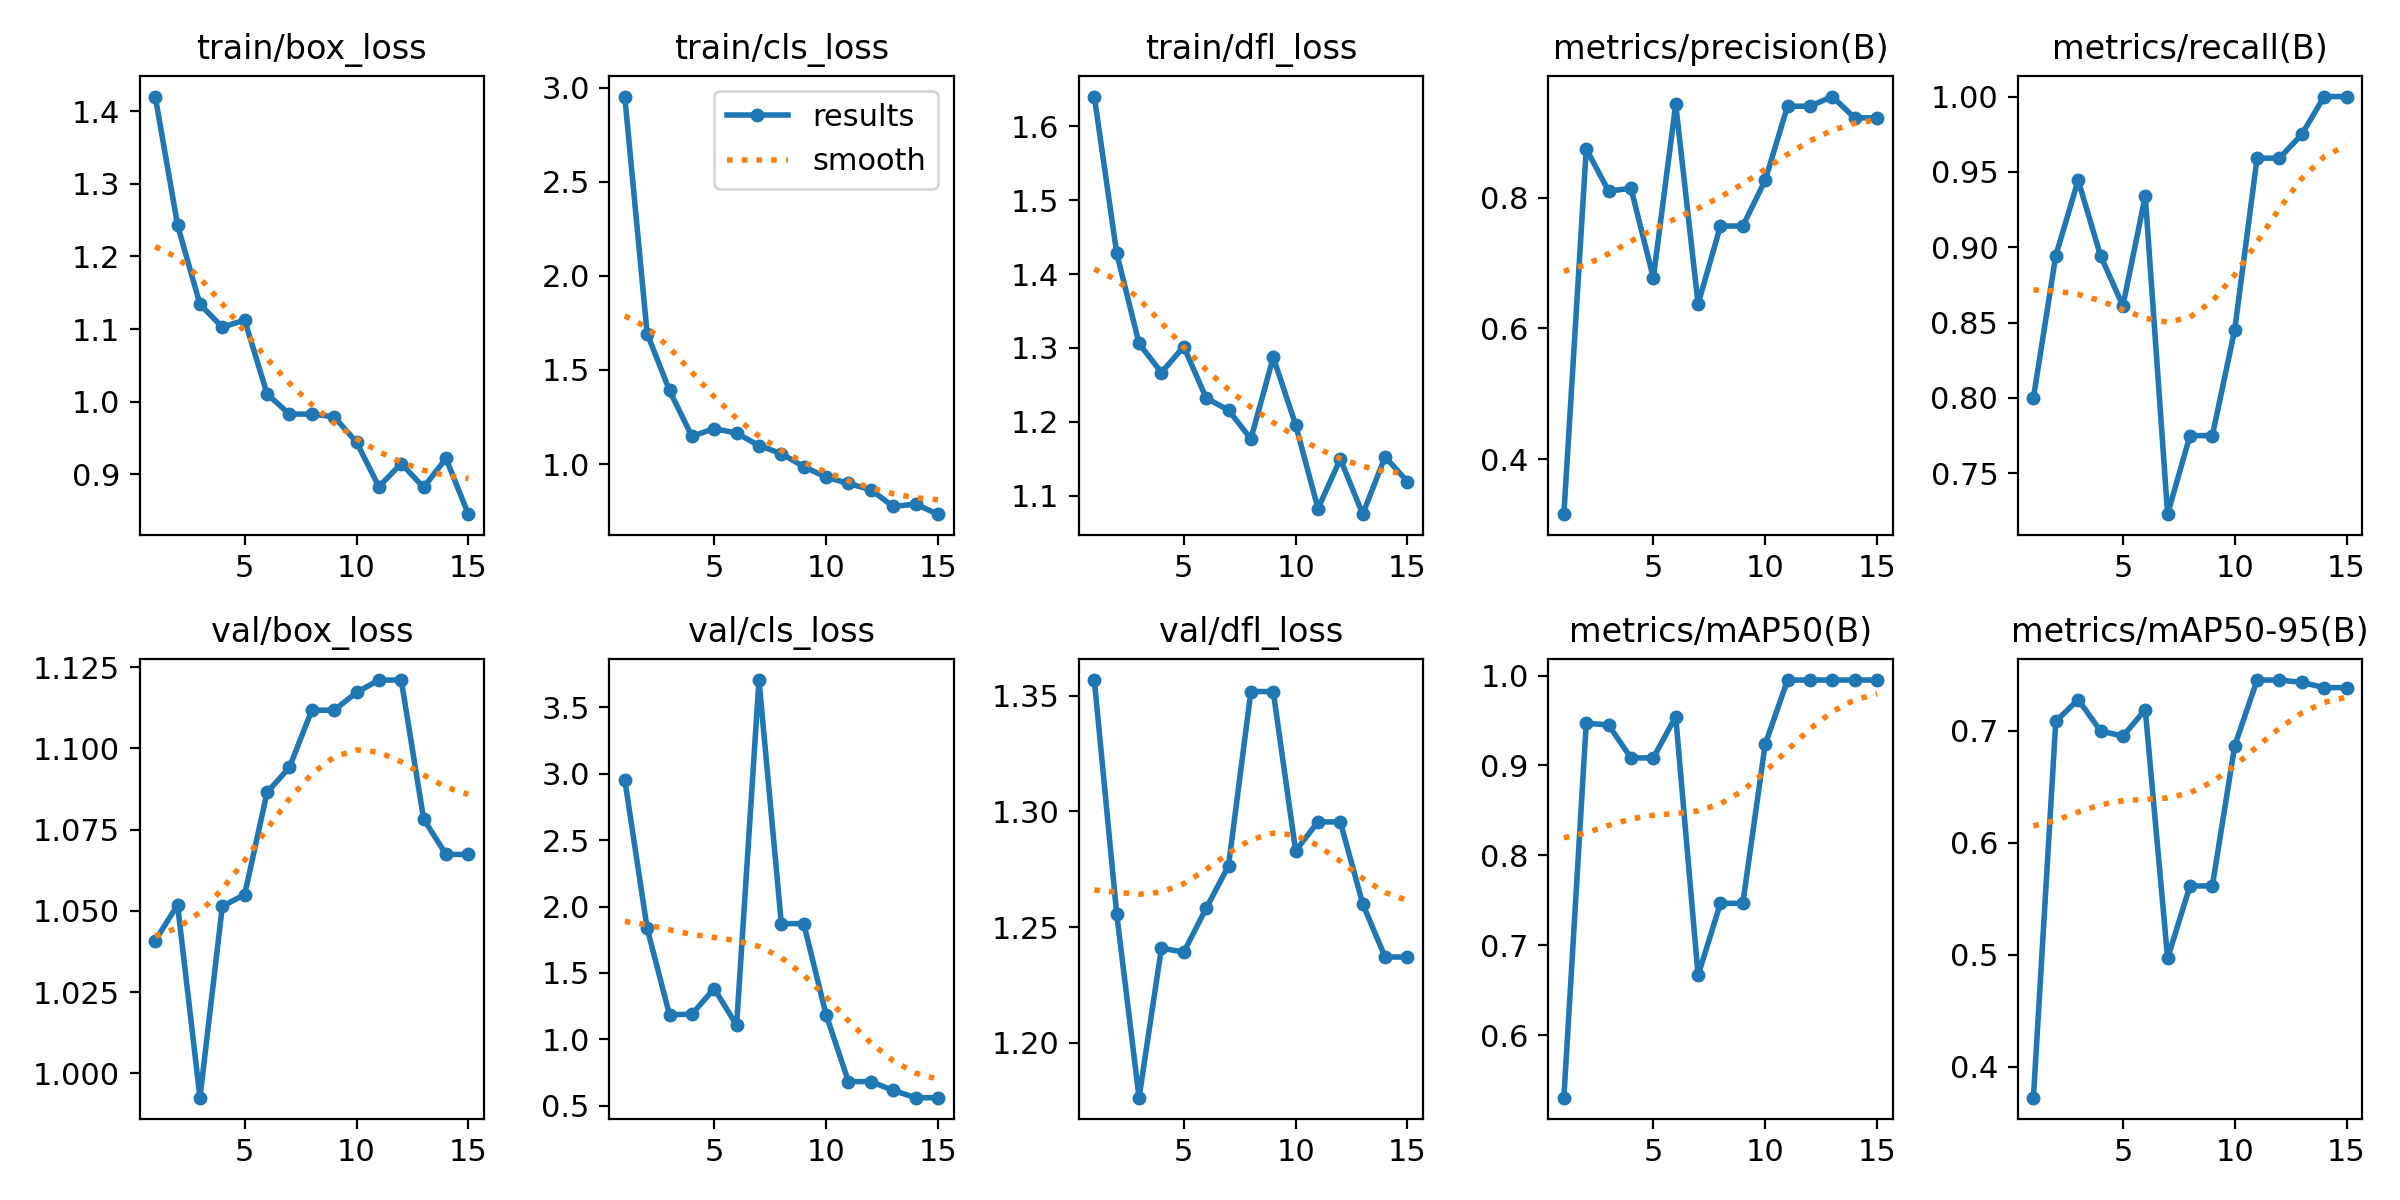 train/box_loss
train/cls_loss
train/dfl_loss
metrics/precision(B)
metrics/recall(B)
1.4
1.3
1.2
1.1
1.0
0.9
5 10 15
3.0
2.5
2.0
1.5
1.0
results
smooth
5 10 15
1.6
1.5
1.4
1.3
1.2
1.1
5 10 15
0.8
0.6
0.4
5 10 15
1.00
0.95
0.90
0.85
0.80
0.75
5 10 15
val/box_loss
val/cls_loss
val/dfl_loss
metrics/mAP50(B)
metrics/mAP50-95(B)
1.125
1.100
1.075
1.050
1.025
1.000
5 10 15
3.5
3.0
2.5
2.0
1.5
1.0
0.5
5 10 15
1.35
1.30
1.25
1.20
5 10 15
1.0
0.9
0.8
0.7
0.6
5 10 15
0.7
0.6
0.5
0.4
5 10 15